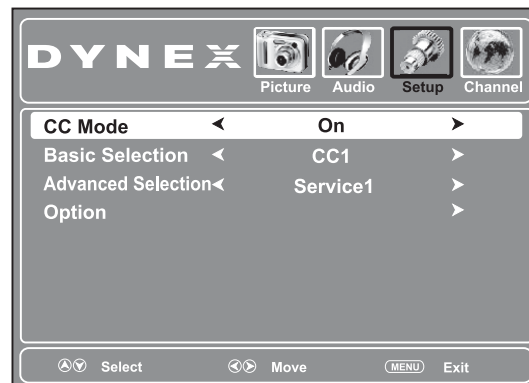 DYNEX
Picture Audio Setup Channel
CC Mode On
Basic Selection CC1
Advanced Selection Service1
Option
Select Move MENU Exit